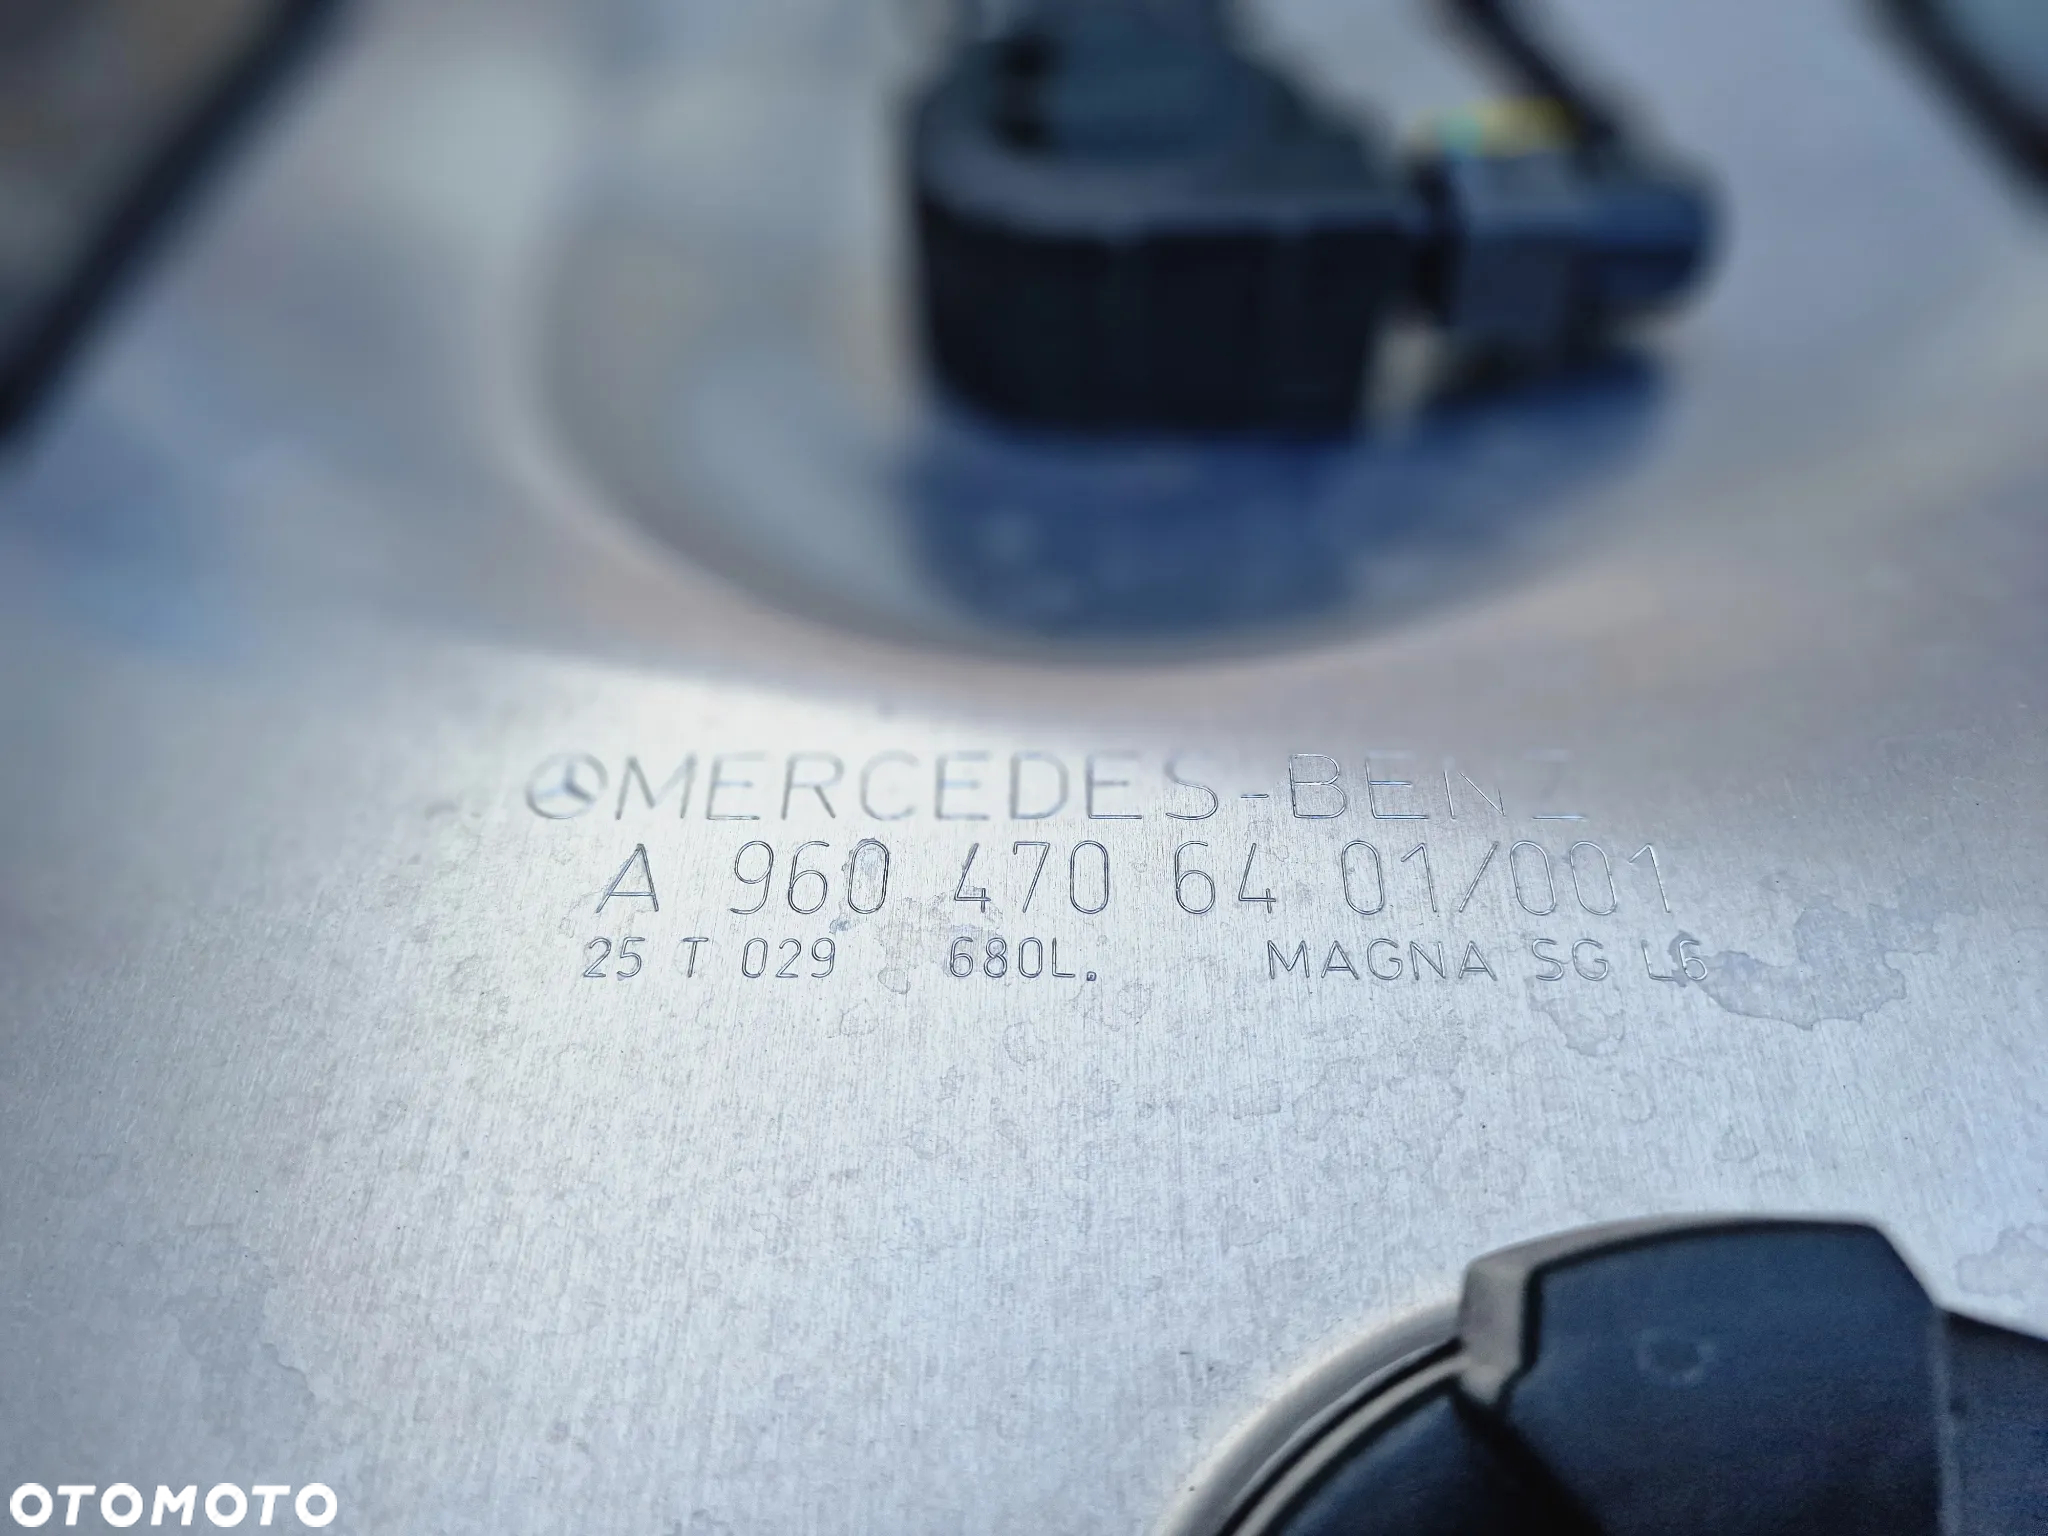 MERCEDES-BENZ
A 960 470 64 01/001
25 T 029 680L. MAGNA SG L6
OTOMOTO